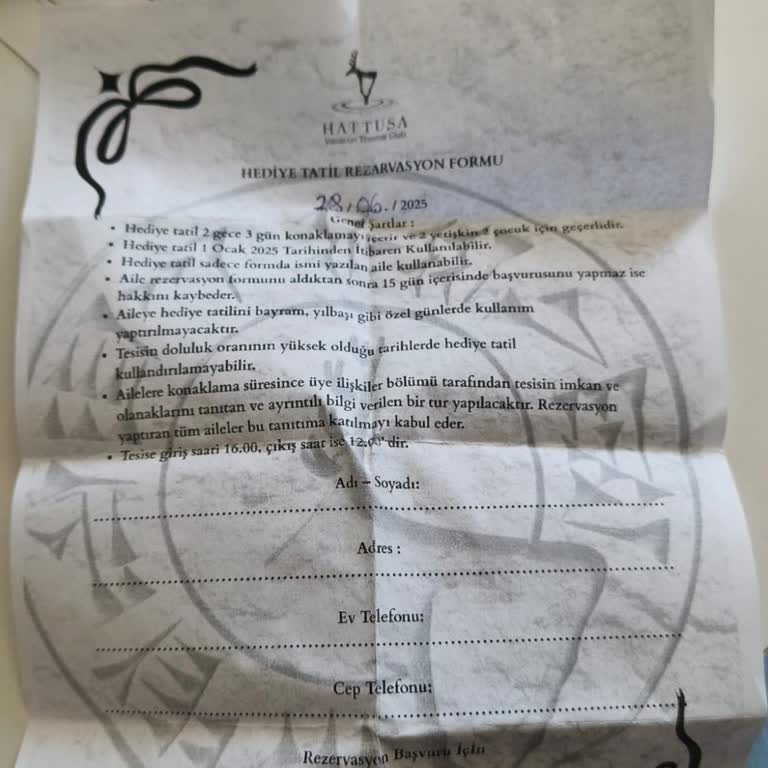 HATTUSA
Vacation Thermal Club
HEDİYE TATİL REZARVASYON FORMU
28/06./2025
Genel Şartlar :
• Hediye tatil 2 gece 3 gün konaklamayı içerir ve 2 yetişkin 2 çocuk için geçerlidir.
• Hediye tatil 1 Ocak 2025 Tarihinden İtibaren Kullanılabilir.
• Hediye tatil sadece formda ismi yazılan aile kullanabilir.
• Aile rezervasyon formunu aldıktan sonra 15 gün içerisinde başvurusunu yapmaz ise
hakkını kaybeder.
• Aileye hediye tatilini bayram, yılbaşı gibi özel günlerde kullanım
yaptırılmayacaktır.
• Tesisin doluluk oranının yüksek olduğu tarihlerde hediye tatil
kullandırılamayabilir.
• Ailelere konaklama süresince üye ilişkiler bölümü tarafından tesisin imkan ve
olanaklarını tanıtan ve ayrıntılı bilgi verilen bir tur yapılacaktır. Rezervasyon
yaptıran tüm aileler bu tanıtıma katılmayı kabul eder.
• Tesise giriş saati 16.00, çıkış saat ise 12.00' dir.
Adı – Soyadı:
Adres :
Ev Telefonu:
Cep Telefonu:
Rezervasyon Başvuru İçin